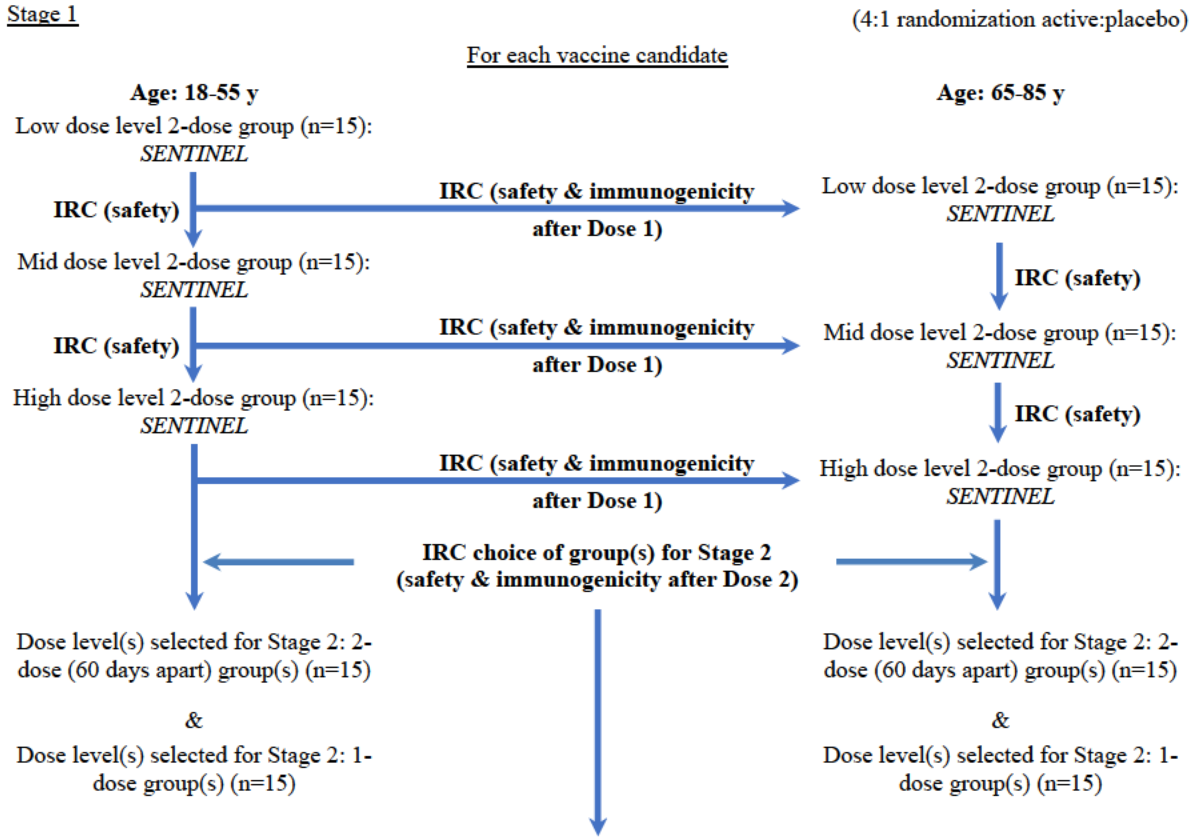 Stage 1
(4:1 randomization active:placebo)
For each vaccine candidate
Age: 18-55 y
Age: 65-85 y
Low dose level 2-dose group (n=15):
SENTINEL
IRC (safety)
IRC (safety & immunogenicity
after Dose 1)
Low dose level 2-dose group (n=15):
SENTINEL
Mid dose level 2-dose group (n=15):
SENTINEL
IRC (safety)
IRC (safety)
IRC (safety & immunogenicity
after Dose 1)
Mid dose level 2-dose group (n=15):
SENTINEL
High dose level 2-dose group (n=15):
SENTINEL
IRC (safety)
IRC (safety & immunogenicity
after Dose 1)
High dose level 2-dose group (n=15):
SENTINEL
IRC choice of group(s) for Stage 2
(safety & immunogenicity after Dose 2)
Dose level(s) selected for Stage 2: 2-
dose (60 days apart) group(s) (n=15)
&
Dose level(s) selected for Stage 2: 1-
dose group(s) (n=15)
Dose level(s) selected for Stage 2: 2-
dose (60 days apart) group(s) (n=15)
&
Dose level(s) selected for Stage 2: 1-
dose group(s) (n=15)